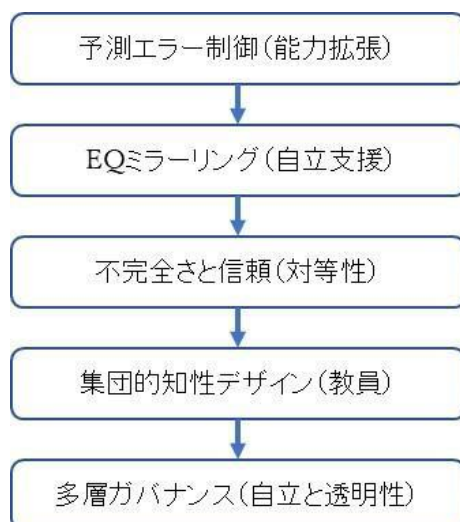 予測エラー制御(能力拡張)
EQミラーリング(自立支援)
不完全さと信頼(対等性)
集団的知性デザイン(教員)
多層ガバナンス(自立と透明性)